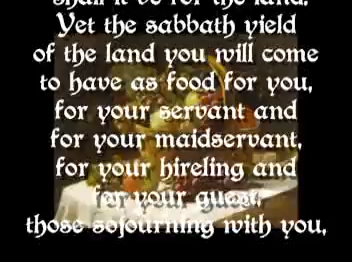 shall it be for the land.
Yet the sabbath yield
of the land you will come
to have as food for you,
for your servant and
for your maidservant,
for your hireling and
for your guest,
those sojourning with you,